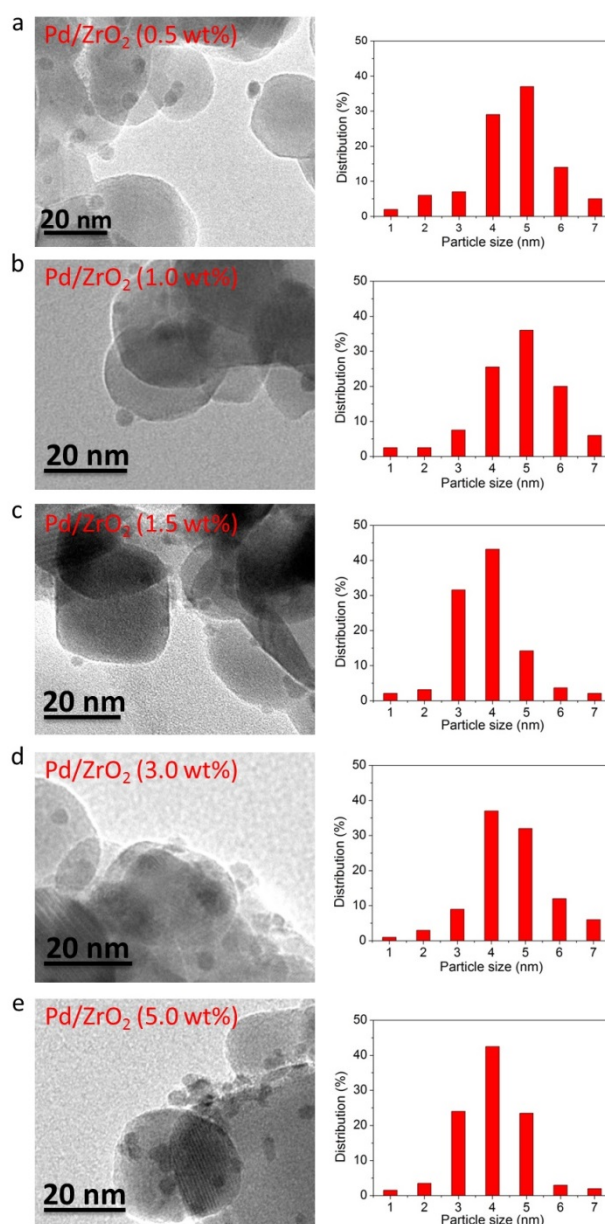 a
Pd/ZrO₂ (0.5 wt%)
20 nm
Distribution (%)
50
40
30
20
10
0
1 2 3 4 5 6 7
Particle size (nm)
b
Pd/ZrO₂ (1.0 wt%)
20 nm
Distribution (%)
50
40
30
20
10
0
1 2 3 4 5 6 7
Particle size (nm)
c
Pd/ZrO₂ (1.5 wt%)
20 nm
Distribution (%)
50
40
30
20
10
0
1 2 3 4 5 6 7
Particle size (nm)
d
Pd/ZrO₂ (3.0 wt%)
20 nm
Distribution (%)
50
40
30
20
10
0
1 2 3 4 5 6 7
Particle size (nm)
e
Pd/ZrO₂ (5.0 wt%)
20 nm
Distribution (%)
50
40
30
20
10
0
1 2 3 4 5 6 7
Particle size (nm)